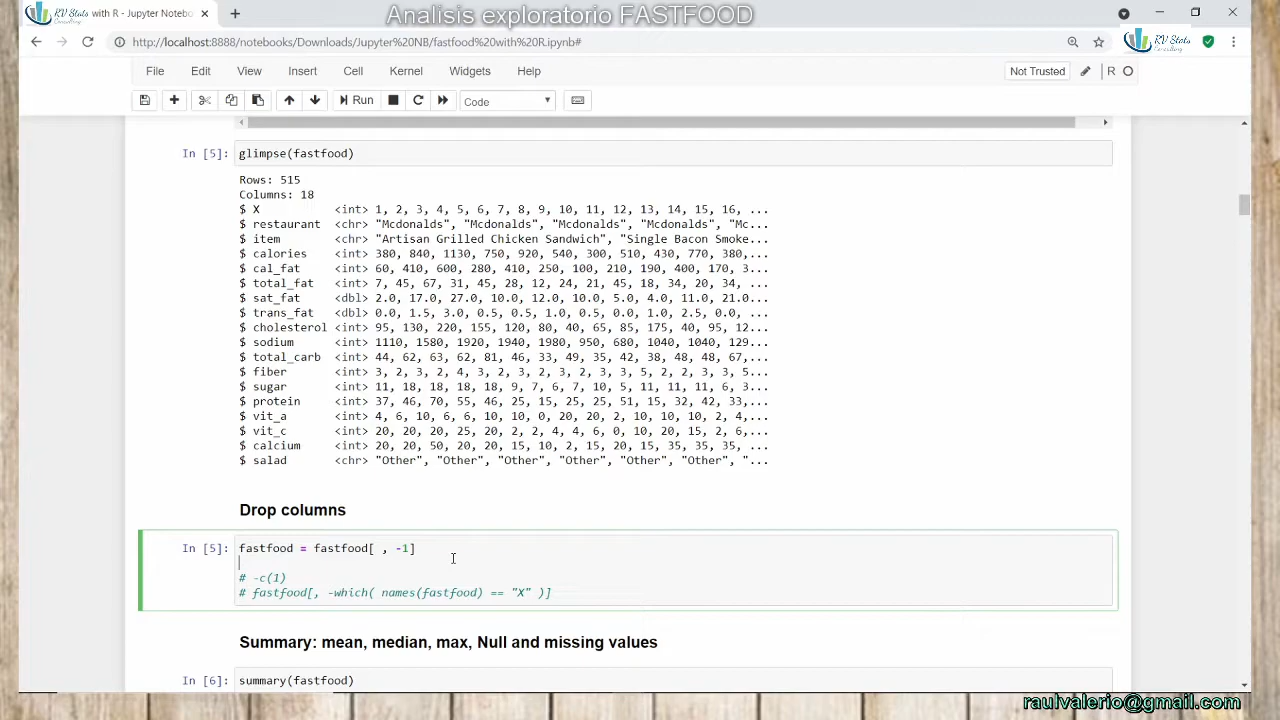 with R - Jupyter Notebo
Analisis exploratorio FASTFOOD
RV Stats
Consulting
http://localhost:8888/notebooks/Downloads/Jupyter%20NB/fastfood%20with%20R.ipynb#
RV Stats
Consulting
File Edit View Insert Cell Kernel Widgets Help
Not Trusted
R
Run
Code
In [5]: glimpse(fastfood)
Rows: 515
Columns: 18
$ X <int> 1, 2, 3, 4, 5, 6, 7, 8, 9, 10, 11, 12, 13, 14, 15, 16, ...
$ restaurant <chr> "Mcdonalds", "Mcdonalds", "Mcdonalds", "Mcdonalds", "Mc...
$ item <chr> "Artisan Grilled Chicken Sandwich", "Single Bacon Smoke...
$ calories <int> 380, 840, 1130, 750, 920, 540, 300, 510, 430, 770, 380,...
$ cal_fat <int> 60, 410, 600, 280, 410, 250, 100, 210, 190, 400, 170, 3...
$ total_fat <int> 7, 45, 67, 31, 45, 28, 12, 24, 21, 45, 18, 34, 20, 34, ...
$ sat_fat <dbl> 2.0, 17.0, 27.0, 10.0, 12.0, 10.0, 5.0, 4.0, 11.0, 21.0...
$ trans_fat <dbl> 0.0, 1.5, 3.0, 0.5, 0.5, 1.0, 0.5, 0.0, 1.0, 2.5, 0.0, ...
$ cholesterol <int> 95, 130, 220, 155, 120, 80, 40, 65, 85, 175, 40, 95, 12...
$ sodium <int> 1110, 1580, 1920, 1940, 1980, 950, 680, 1040, 1040, 129...
$ total_carb <int> 44, 62, 63, 62, 81, 46, 33, 49, 35, 42, 38, 48, 48, 67,...
$ fiber <int> 3, 2, 3, 2, 4, 3, 2, 3, 2, 3, 2, 3, 3, 5, 2, 2, 3, 3, 5...
$ sugar <int> 11, 18, 18, 18, 18, 9, 7, 6, 7, 10, 5, 11, 11, 11, 6, 3...
$ protein <int> 37, 46, 70, 55, 46, 25, 15, 25, 25, 51, 15, 32, 42, 33,...
$ vit_a <int> 4, 6, 10, 6, 6, 10, 10, 0, 20, 20, 2, 10, 10, 10, 2, 4,...
$ vit_c <int> 20, 20, 20, 25, 20, 2, 2, 4, 4, 6, 0, 10, 20, 15, 2, 6,...
$ calcium <int> 20, 20, 50, 20, 20, 15, 10, 2, 15, 20, 15, 35, 35, 35,...
$ salad <chr> "Other", "Other", "Other", "Other", "Other", "Other", "...
Drop columns
In [5]: fastfood = fastfood[ , -1]
# -c(1)
# fastfood[, -which( names(fastfood) == "X" )]
Summary: mean, median, max, Null and missing values
In [6]: summary(fastfood)
raulvalerio@gmail.com